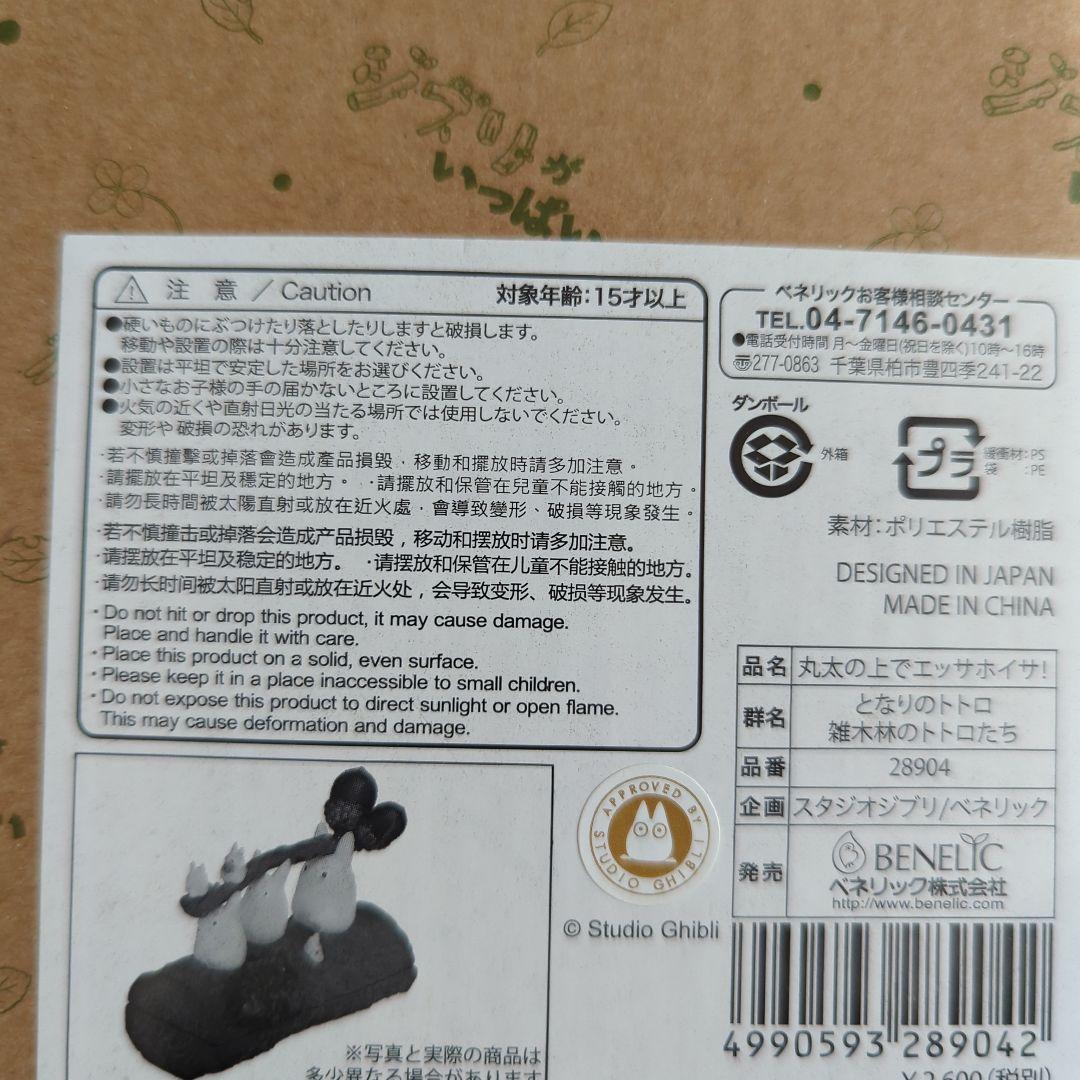 ジブリが
いっぱい
注 意 / Caution
対象年齢:15才以上
●硬いものにぶつけたり落としたりしますと破損します。
移動や設置の際は十分注意してください。
●設置は平坦で安定した場所をお選びください。
●小さなお子様の手の届かないところに設置してください。
●火気の近くや直射日光の当たる場所では使用しないでください。
変形や破損の恐れがあります。
·若不慎撞擊或掉落會造成產品損毀，移動和擺放時請多加注意。
·請擺放在平坦及穩定的地方。 ·請擺放和保管在兒童不能接觸的地方。
·請勿長時間被太陽直射或放在近火處，會導致變形、破損等現象發生。
·若不慎撞击或掉落会造成产品损毁，移动和摆放时请多加注意。
·请摆放在平坦及稳定的地方。 ·请摆放和保管在儿童不能接触的地方。
·请勿长时间被太阳直射或放在近火处，会导致变形、破损等现象发生。
·Do not hit or drop this product, it may cause damage.
Place and handle it with care.
·Place this product on a solid, even surface.
·Please keep it in a place inaccessible to small children.
·Do not expose this product to direct sunlight or open flame.
This may cause deformation and damage.
ベネリックお客様相談センター
TEL.04-7146-0431
●電話受付時間 月～金曜日(祝日を除く)10時～16時
〒277-0863 千葉県柏市豊四季241-22
ダンボール
外箱
プラ
緩衝材:PS
袋 :PE
素材:ポリエステル樹脂
DESIGNED IN JAPAN
MADE IN CHINA
品名 丸太の上でエッサホイサ!
群名 となりのトトロ
雑木林のトトロたち
品番 28904
企画 スタジオジブリ/ベネリック
発売 BENELIC
ベネリック株式会社
http://www.benelic.com
APPROVED BY
STUDIO GHIBLI
© Studio Ghibli
4990593 289042
¥2,600(税別)
※写真と実際の商品は
多少異なる場合があります